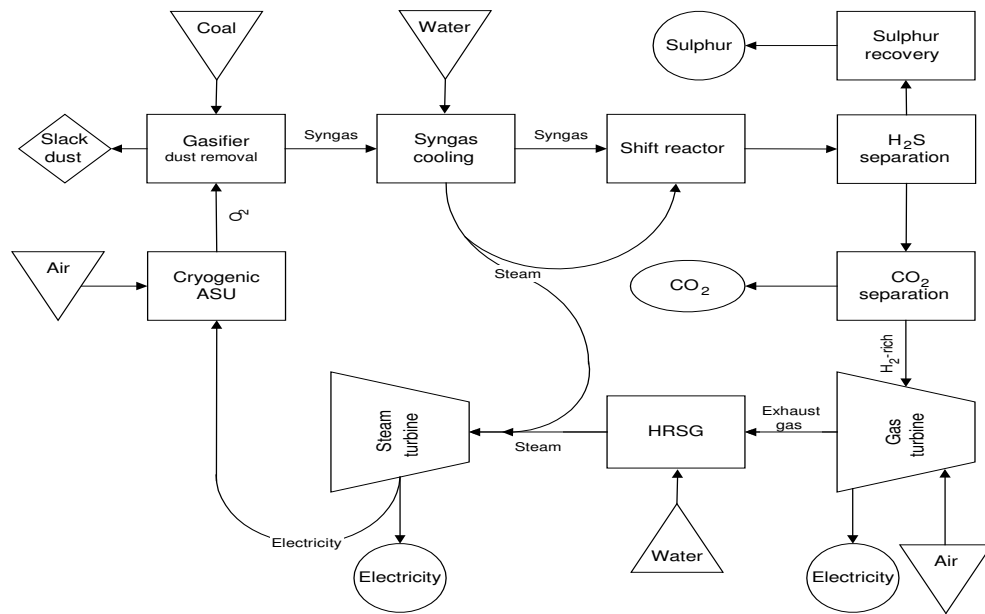 Coal
Water
Sulphur
Sulphur
recovery
Slack
dust
Gasifier
dust removal
Syngas
Syngas
cooling
Syngas
Shift reactor
H₂S
separation
O₂
Air
Cryogenic
ASU
Steam
CO₂
CO₂
separation
H₂-rich
Steam
turbine
Steam
HRSG
Exhaust
gas
Gas
turbine
Electricity
Electricity
Water
Electricity
Air